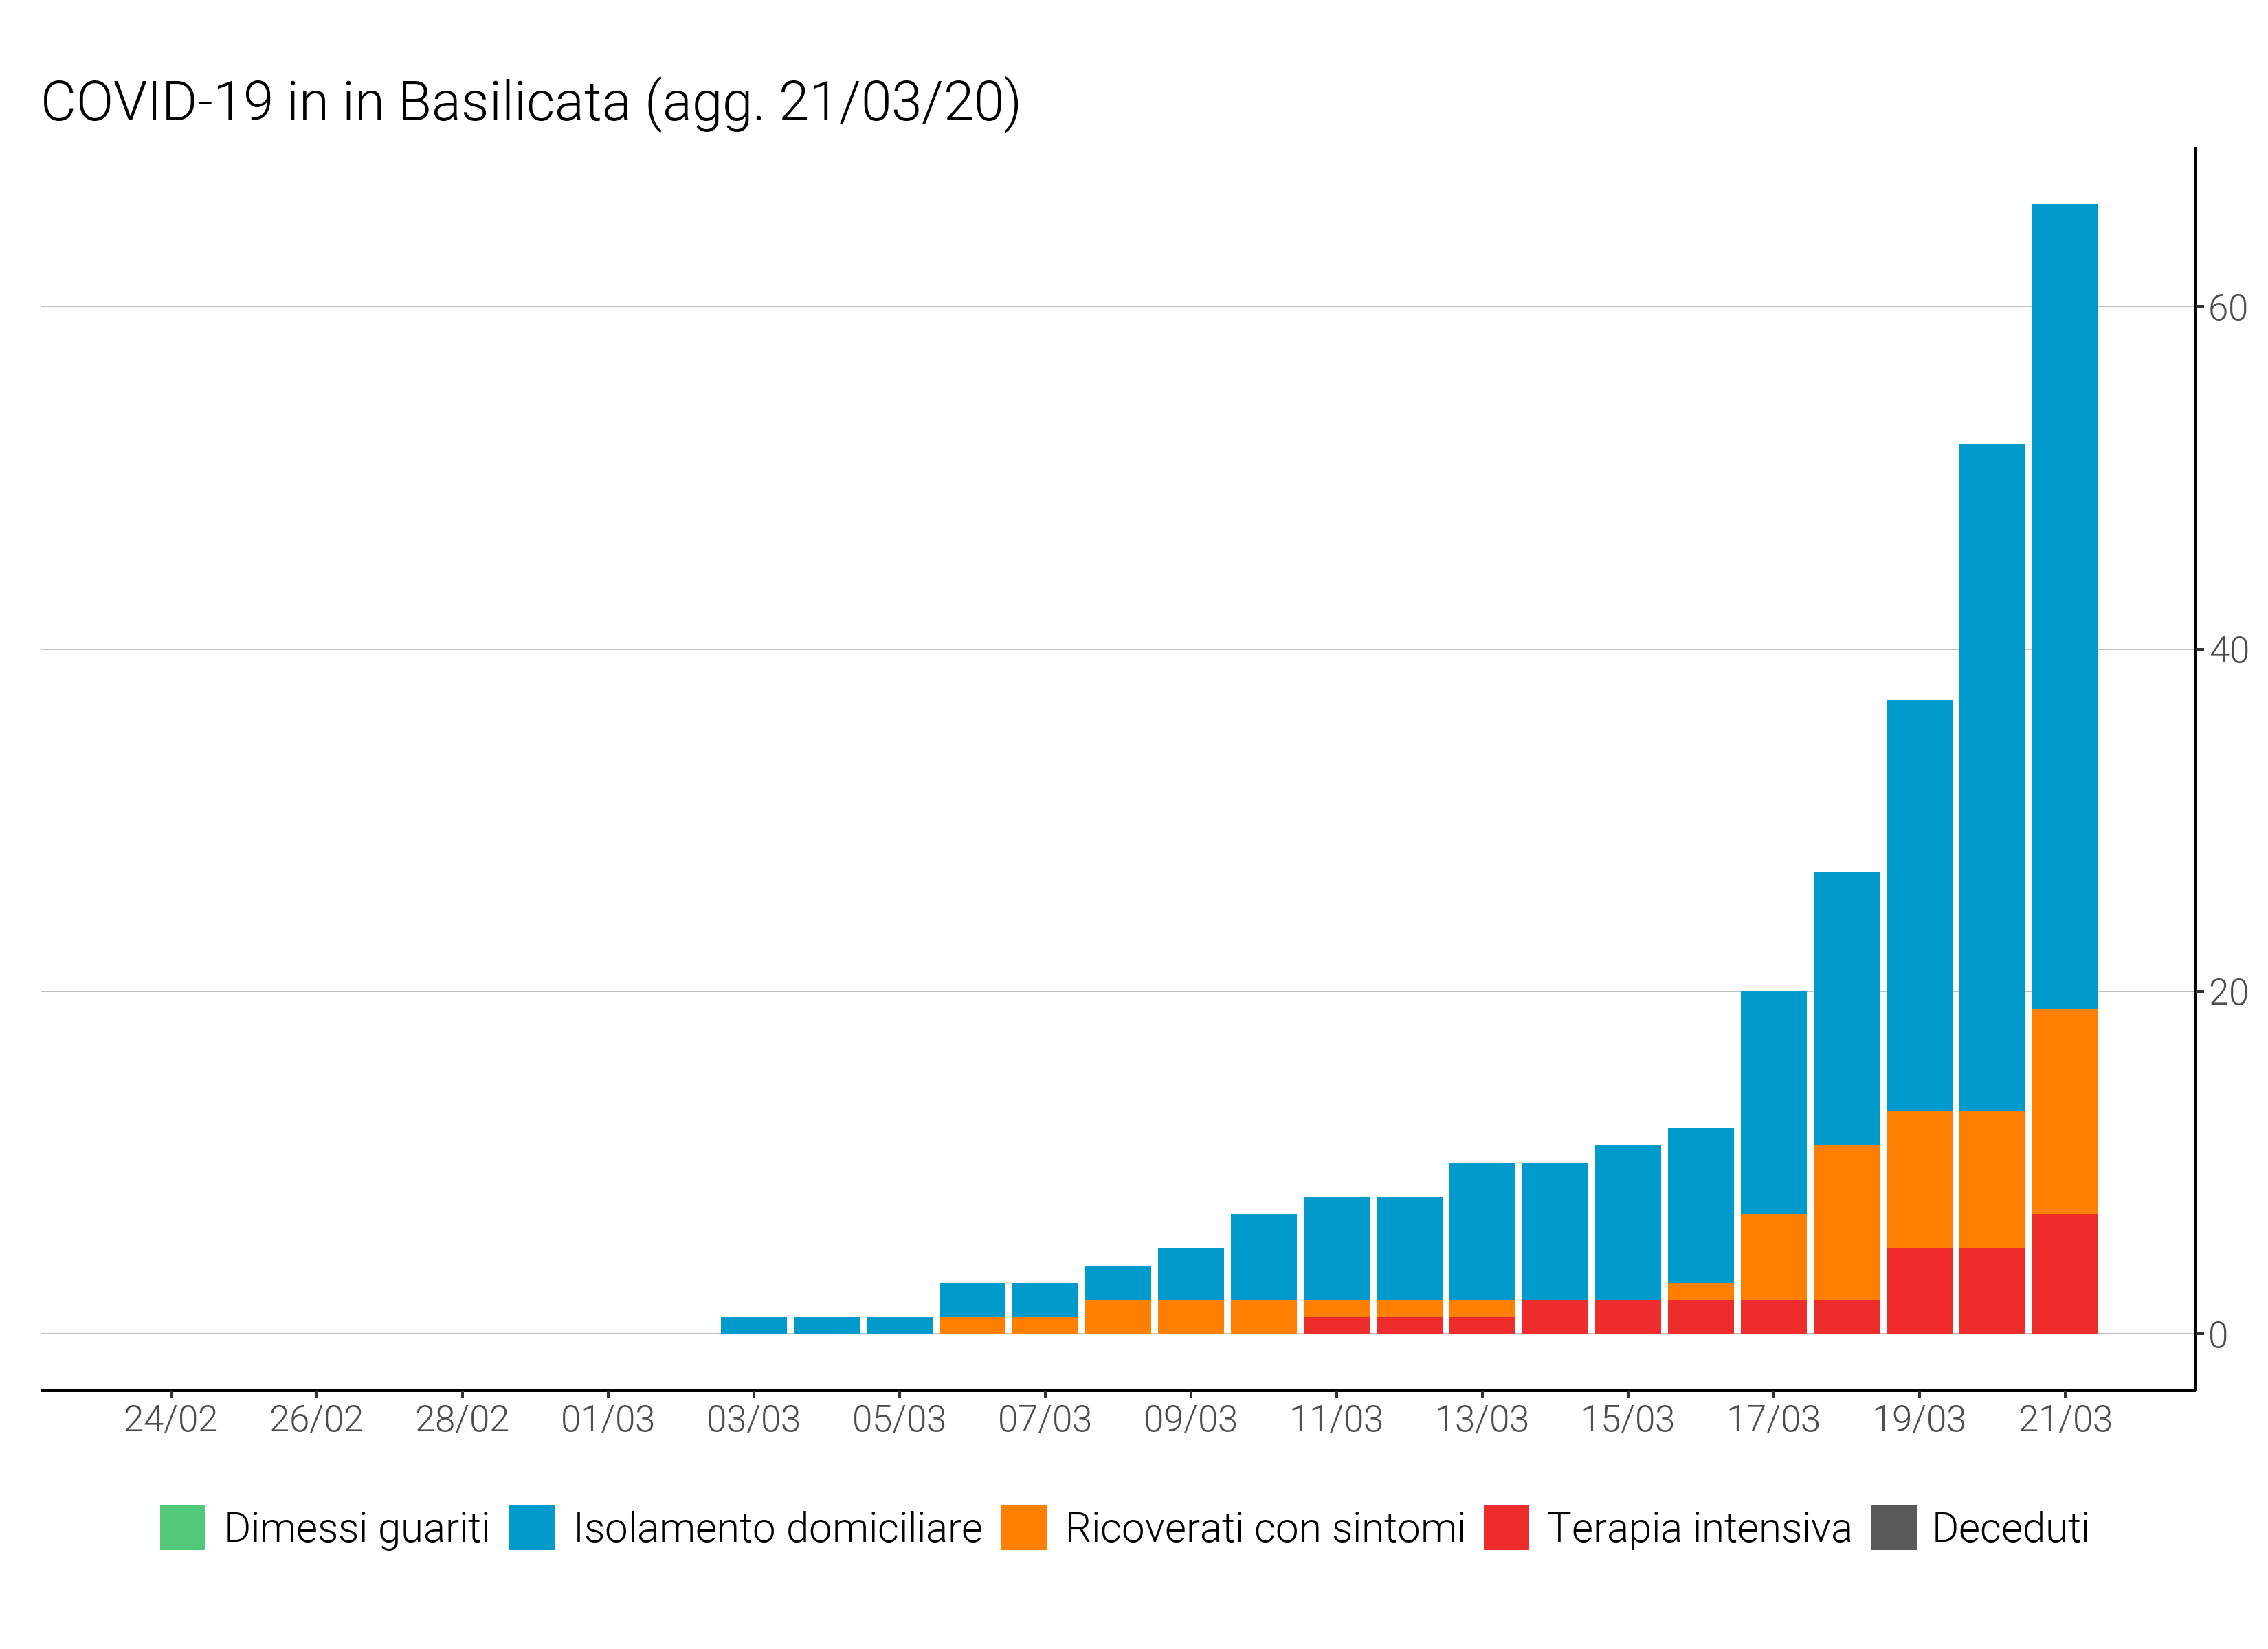 COVID-19 in in Basilicata (agg. 21/03/20)
60
40
20
0
24/02 26/02 28/02 01/03 03/03 05/03 07/03 09/03 11/03 13/03 15/03 17/03 19/03 21/03
Dimessi guariti Isolamento domiciliare Ricoverati con sintomi Terapia intensiva Deceduti